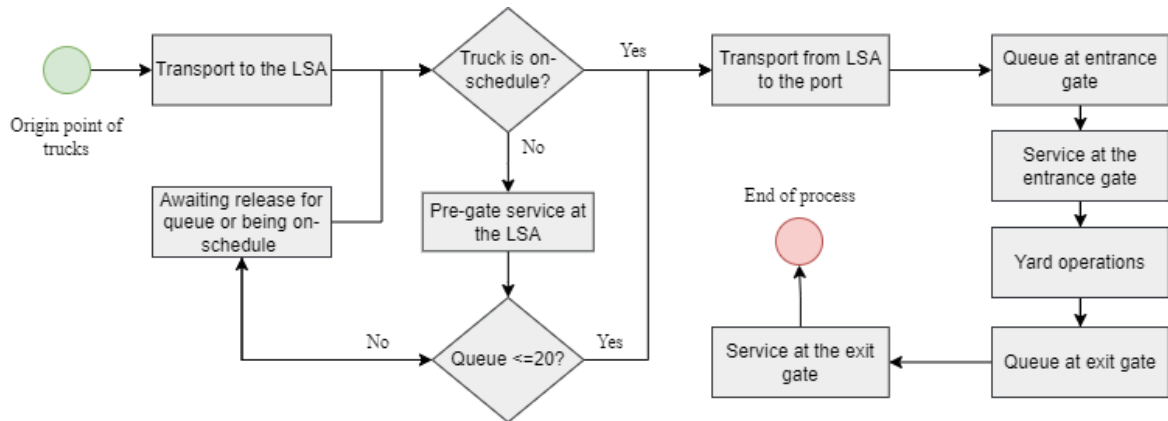 Origin point of
trucks
Transport to the LSA
Truck is on-
schedule?
Yes
No
Transport from LSA
to the port
Queue at entrance
gate
Service at the
entrance gate
Yard operations
Queue at exit gate
Service at the exit
gate
End of process
Pre-gate service at
the LSA
Queue <=20?
Yes
No
Awaiting release for
queue or being on-
schedule